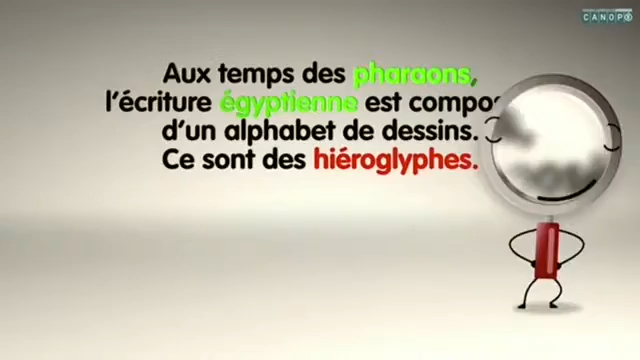 CANOPÉ
Aux temps des pharaons,
l'écriture égyptienne est compos
d'un alphabet de dessins.
Ce sont des hiéroglyphes.